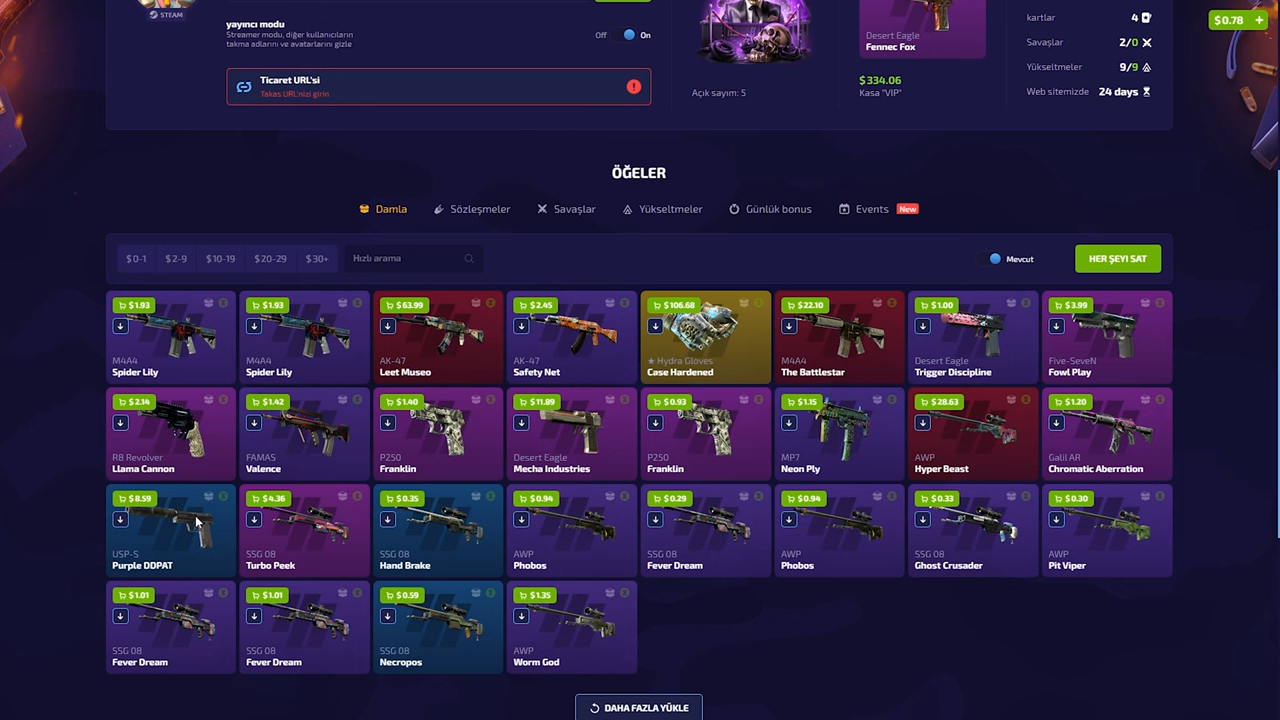 STEAM
yayıncı modu
Streamer modu, diğer kullanıcıların
takma adlarını ve avatarlarını gizle
Off
On
Ticaret URL'si
Takas URL'nizi girin
!
Açık sayım: 5
Desert Eagle
Fennec Fox
$334.06
Kasa "VIP"
kartlar
4
Savaşlar
2/0
Yükseltmeler
9/9
Web sitemizde
24 days
$0.78 +
ÖĞELER
Damla
Sözleşmeler
Savaşlar
Yükseltmeler
Günlük bonus
Events
New
$0-1
$2-9
$10-19
$20-29
$30+
Hızlı arama
Mevcut
HER ŞEYİ SAT
$1.93
M4A4
Spider Lily
$1.93
M4A4
Spider Lily
$63.99
AK-47
Leet Museo
$2.45
AK-47
Safety Net
$106.68
★ Hydra Gloves
Case Hardened
$22.10
M4A4
The Battlestar
$1.00
Desert Eagle
Trigger Discipline
$3.99
Five-SeveN
Fowl Play
$2.14
R8 Revolver
Llama Cannon
$1.42
FAMAS
Valence
$1.40
P250
Franklin
$11.89
Desert Eagle
Mecha Industries
$0.93
P250
Franklin
$1.15
MP7
Neon Ply
$28.63
AWP
Hyper Beast
$1.20
Galil AR
Chromatic Aberration
$8.59
USP-S
Purple DDPAT
$4.36
SSG 08
Turbo Peek
$0.35
SSG 08
Hand Brake
$0.94
AWP
Phobos
$0.29
SSG 08
Fever Dream
$0.94
AWP
Phobos
$0.33
SSG 08
Ghost Crusader
$0.30
AWP
Pit Viper
$1.01
SSG 08
Fever Dream
$1.01
SSG 08
Fever Dream
$0.59
SSG 08
Necropos
$1.35
AWP
Worm God
DAHA FAZLA YÜKLE